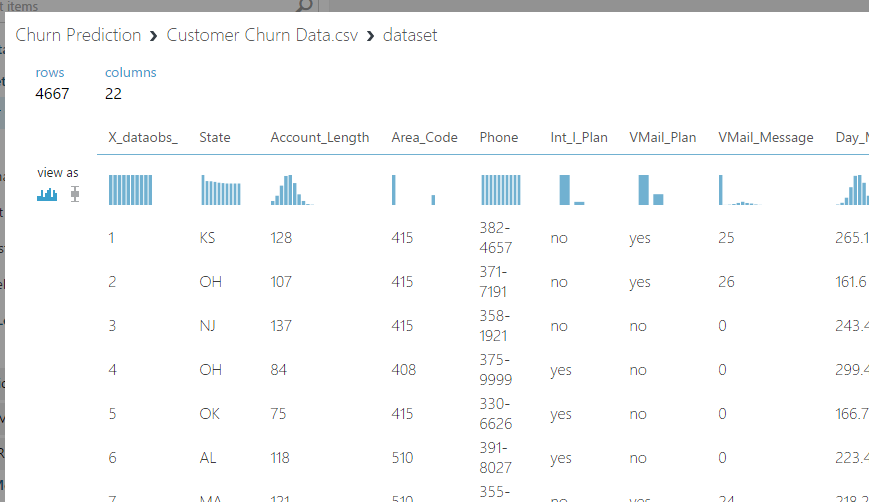 t items
Churn Prediction › Customer Churn Data.csv › dataset
rows columns
4667 22
X_dataobs_ State Account_Length Area_Code Phone Int_l_Plan VMail_Plan VMail_Message Day_
view as
1 KS 128 415 382-4657 no yes 25 265.1
2 OH 107 415 371-7191 no yes 26 161.6
3 NJ 137 415 358-1921 no no 0 243.4
4 OH 84 408 375-9999 yes no 0 299.4
5 OK 75 415 330-6626 yes no 0 166.7
6 AL 118 510 391-8027 yes no 0 223.4
7 MA 121 510 355- no yes 24 218.2